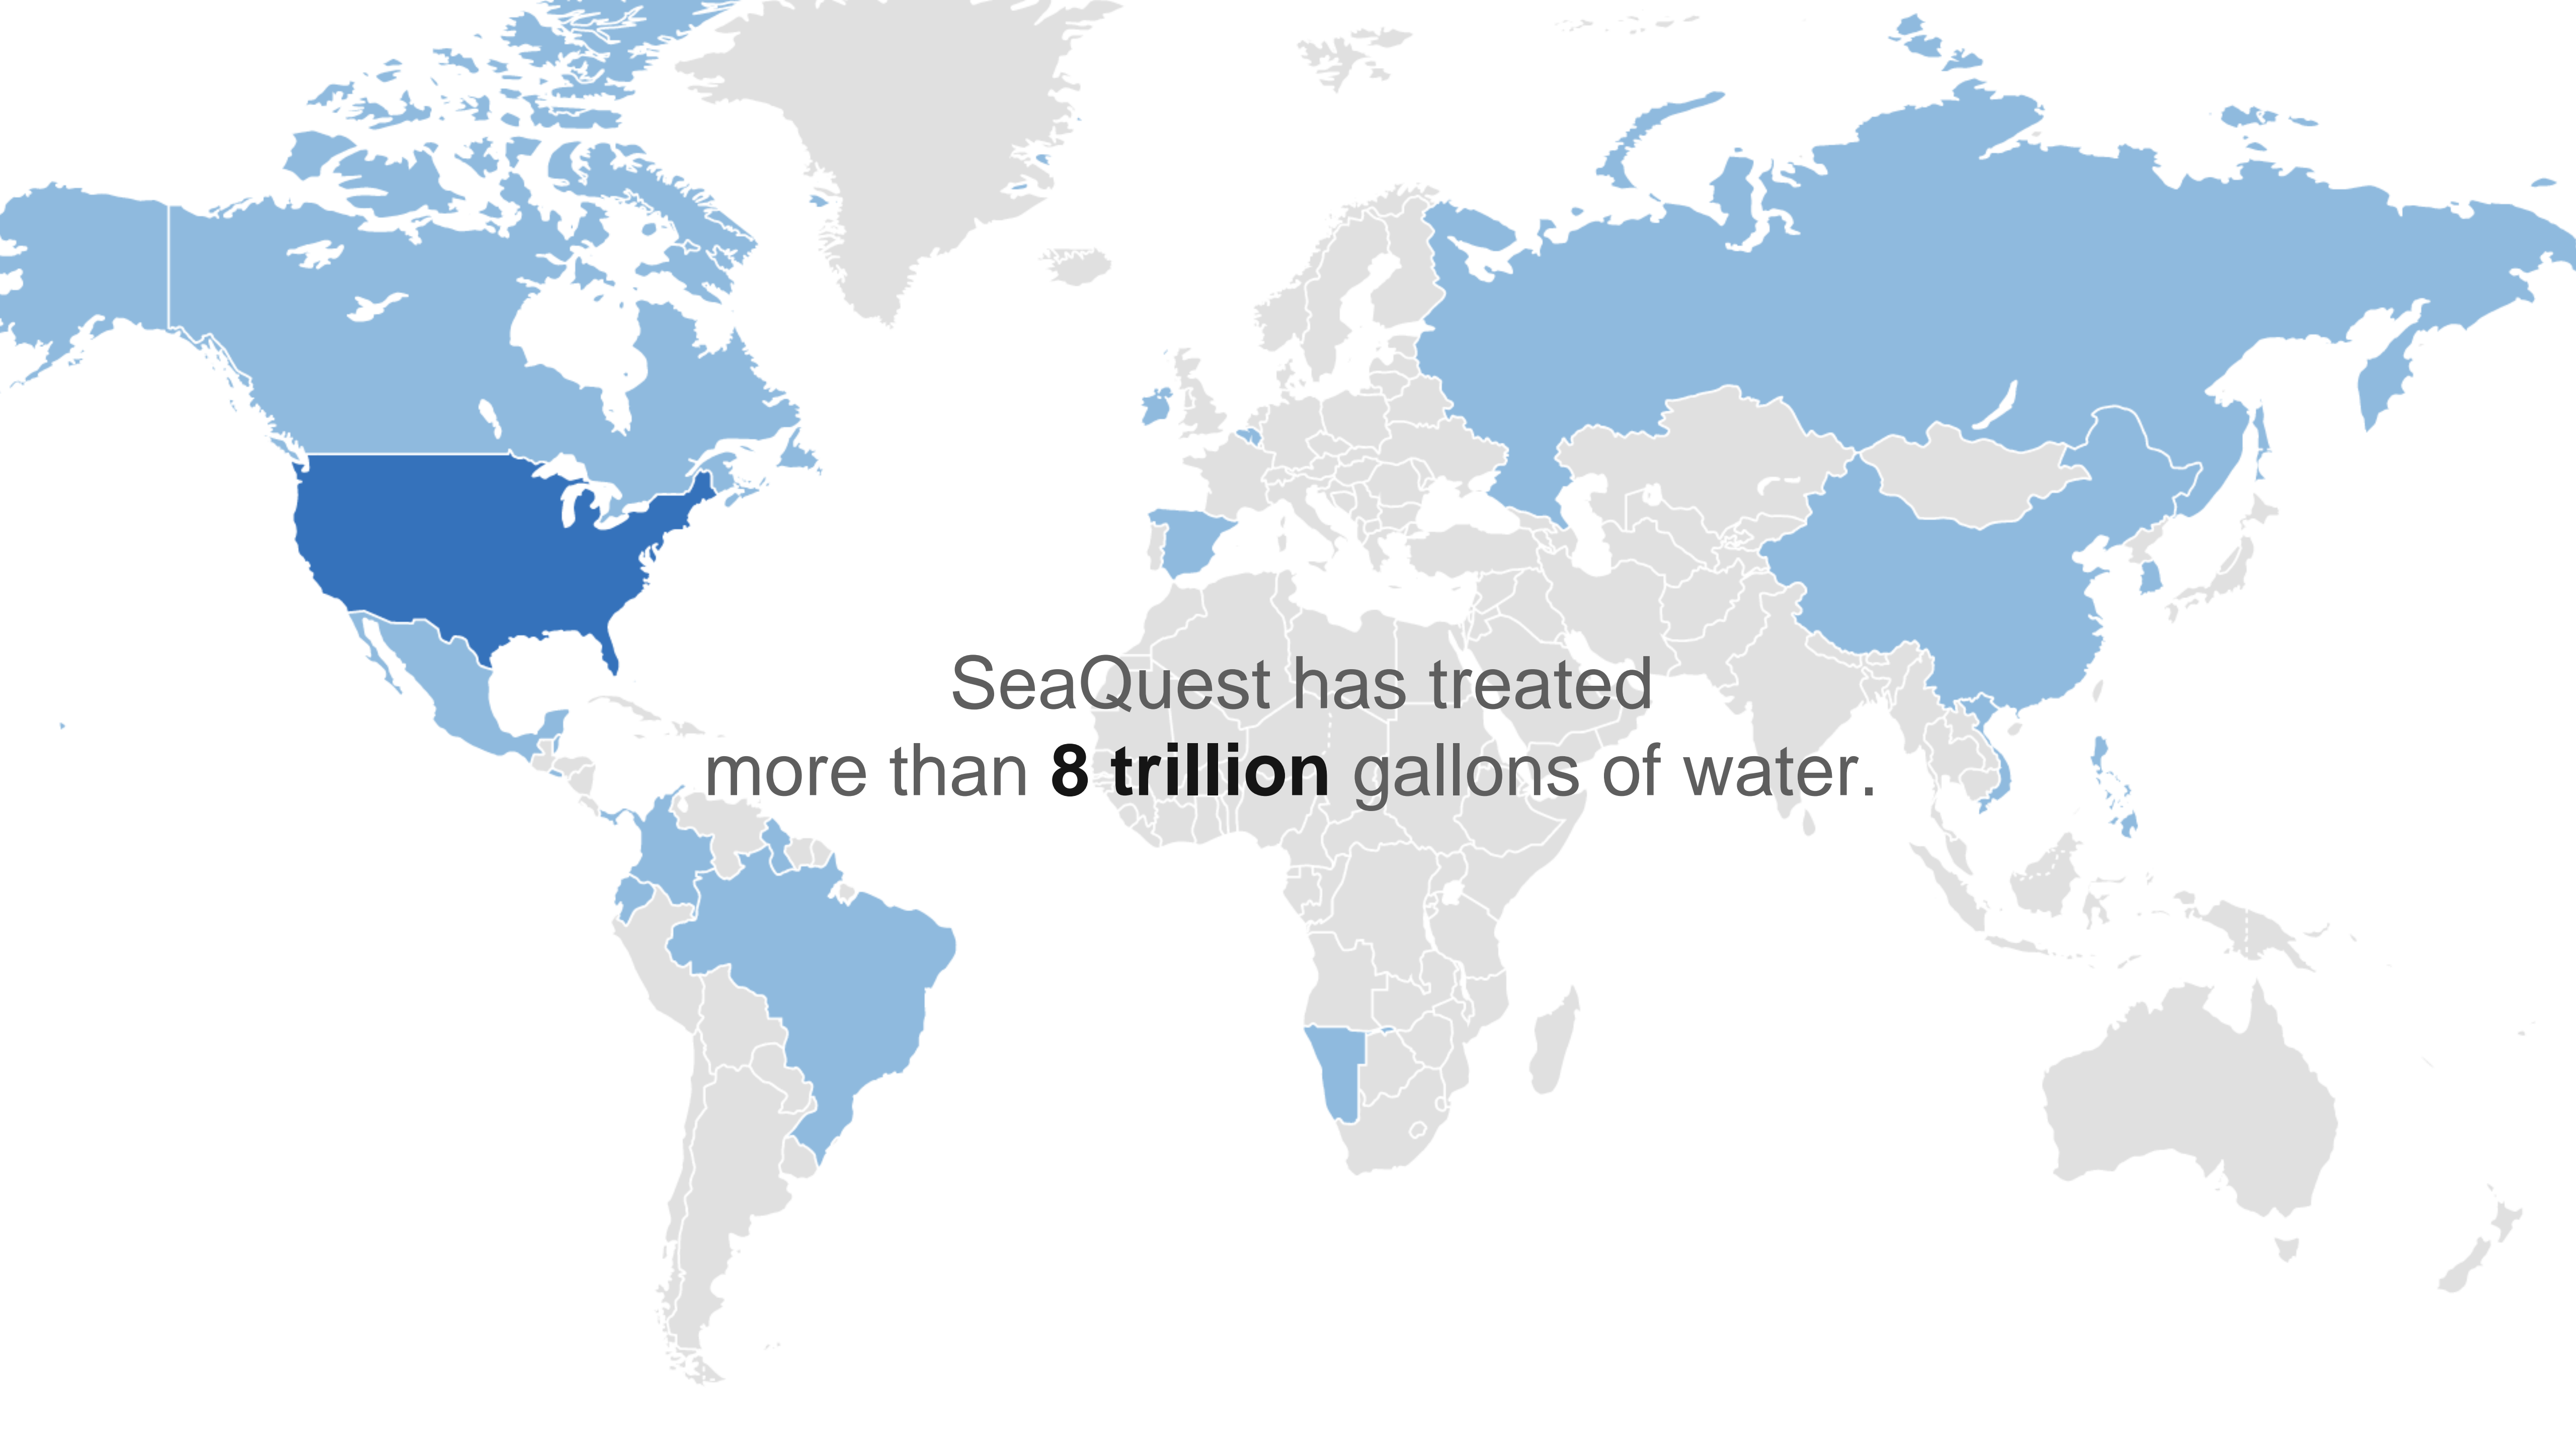 SeaQuest has treated
more than 8 trillion gallons of water.